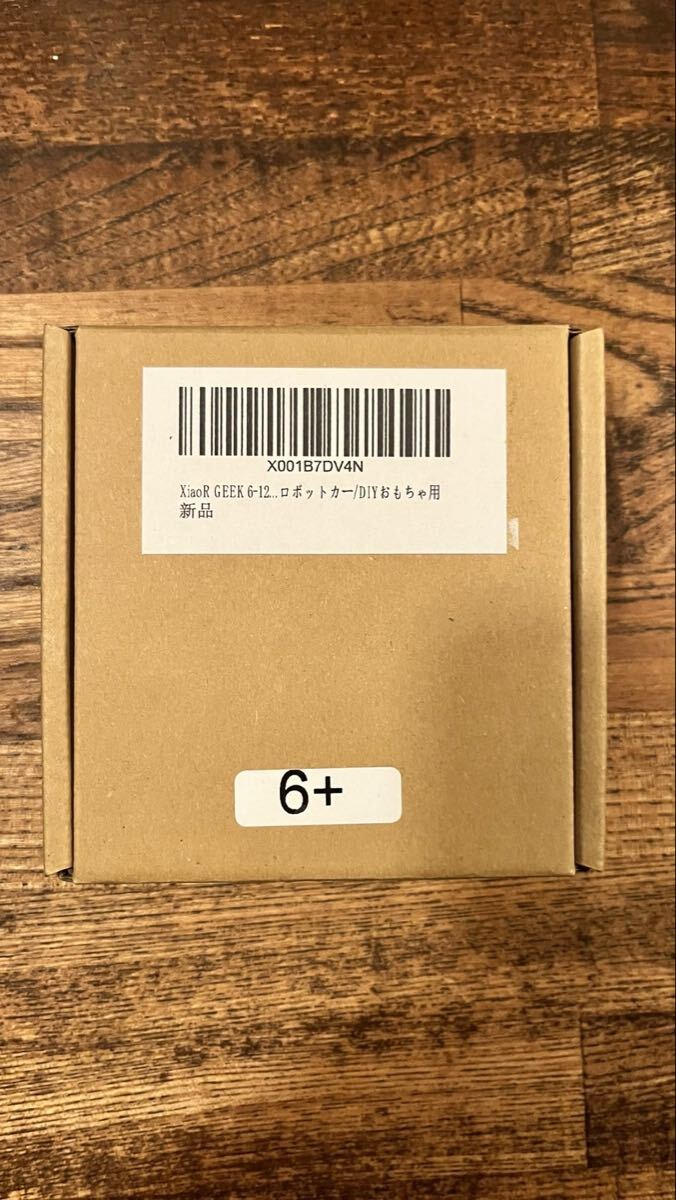 X001B7DV4N
XiaoR GEEK 6-12...ロボットカー/DIYおもちゃ用
新品
6+